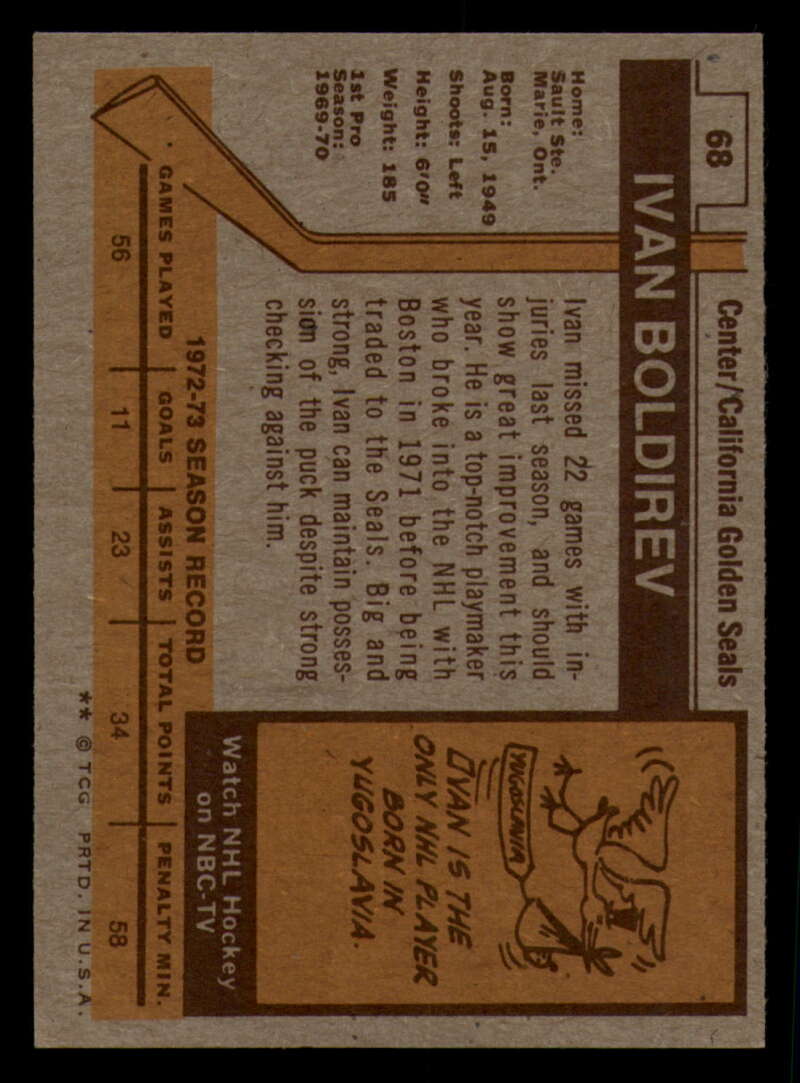 68
Center/California Golden Seals
IVAN BOLDIREV
Home:
Sault Ste.
Marie, Ont.
Born:
Aug. 15, 1949
Shoots: Left
Height: 6'0"
Weight: 185
1st Pro
Season:
1969-70
Ivan missed 22 games with in-
juries last season, and should
show great improvement this
year. He is a top-notch playmaker
who broke into the NHL with
Boston in 1971 before being
traded to the Seals. Big and
strong, Ivan can maintain posses-
sion of the puck despite strong
checking against him.
YUGOSLAVIA
IVAN IS THE
ONLY NHL PLAYER
BORN IN
YUGOSLAVIA.
Watch NHL Hockey
on NBC-TV
1972-73 SEASON RECORD
GAMES PLAYED GOALS ASSISTS TOTAL POINTS PENALTY MIN.
56 11 23 34 58
** © TCG PRTD. IN U.S.A.